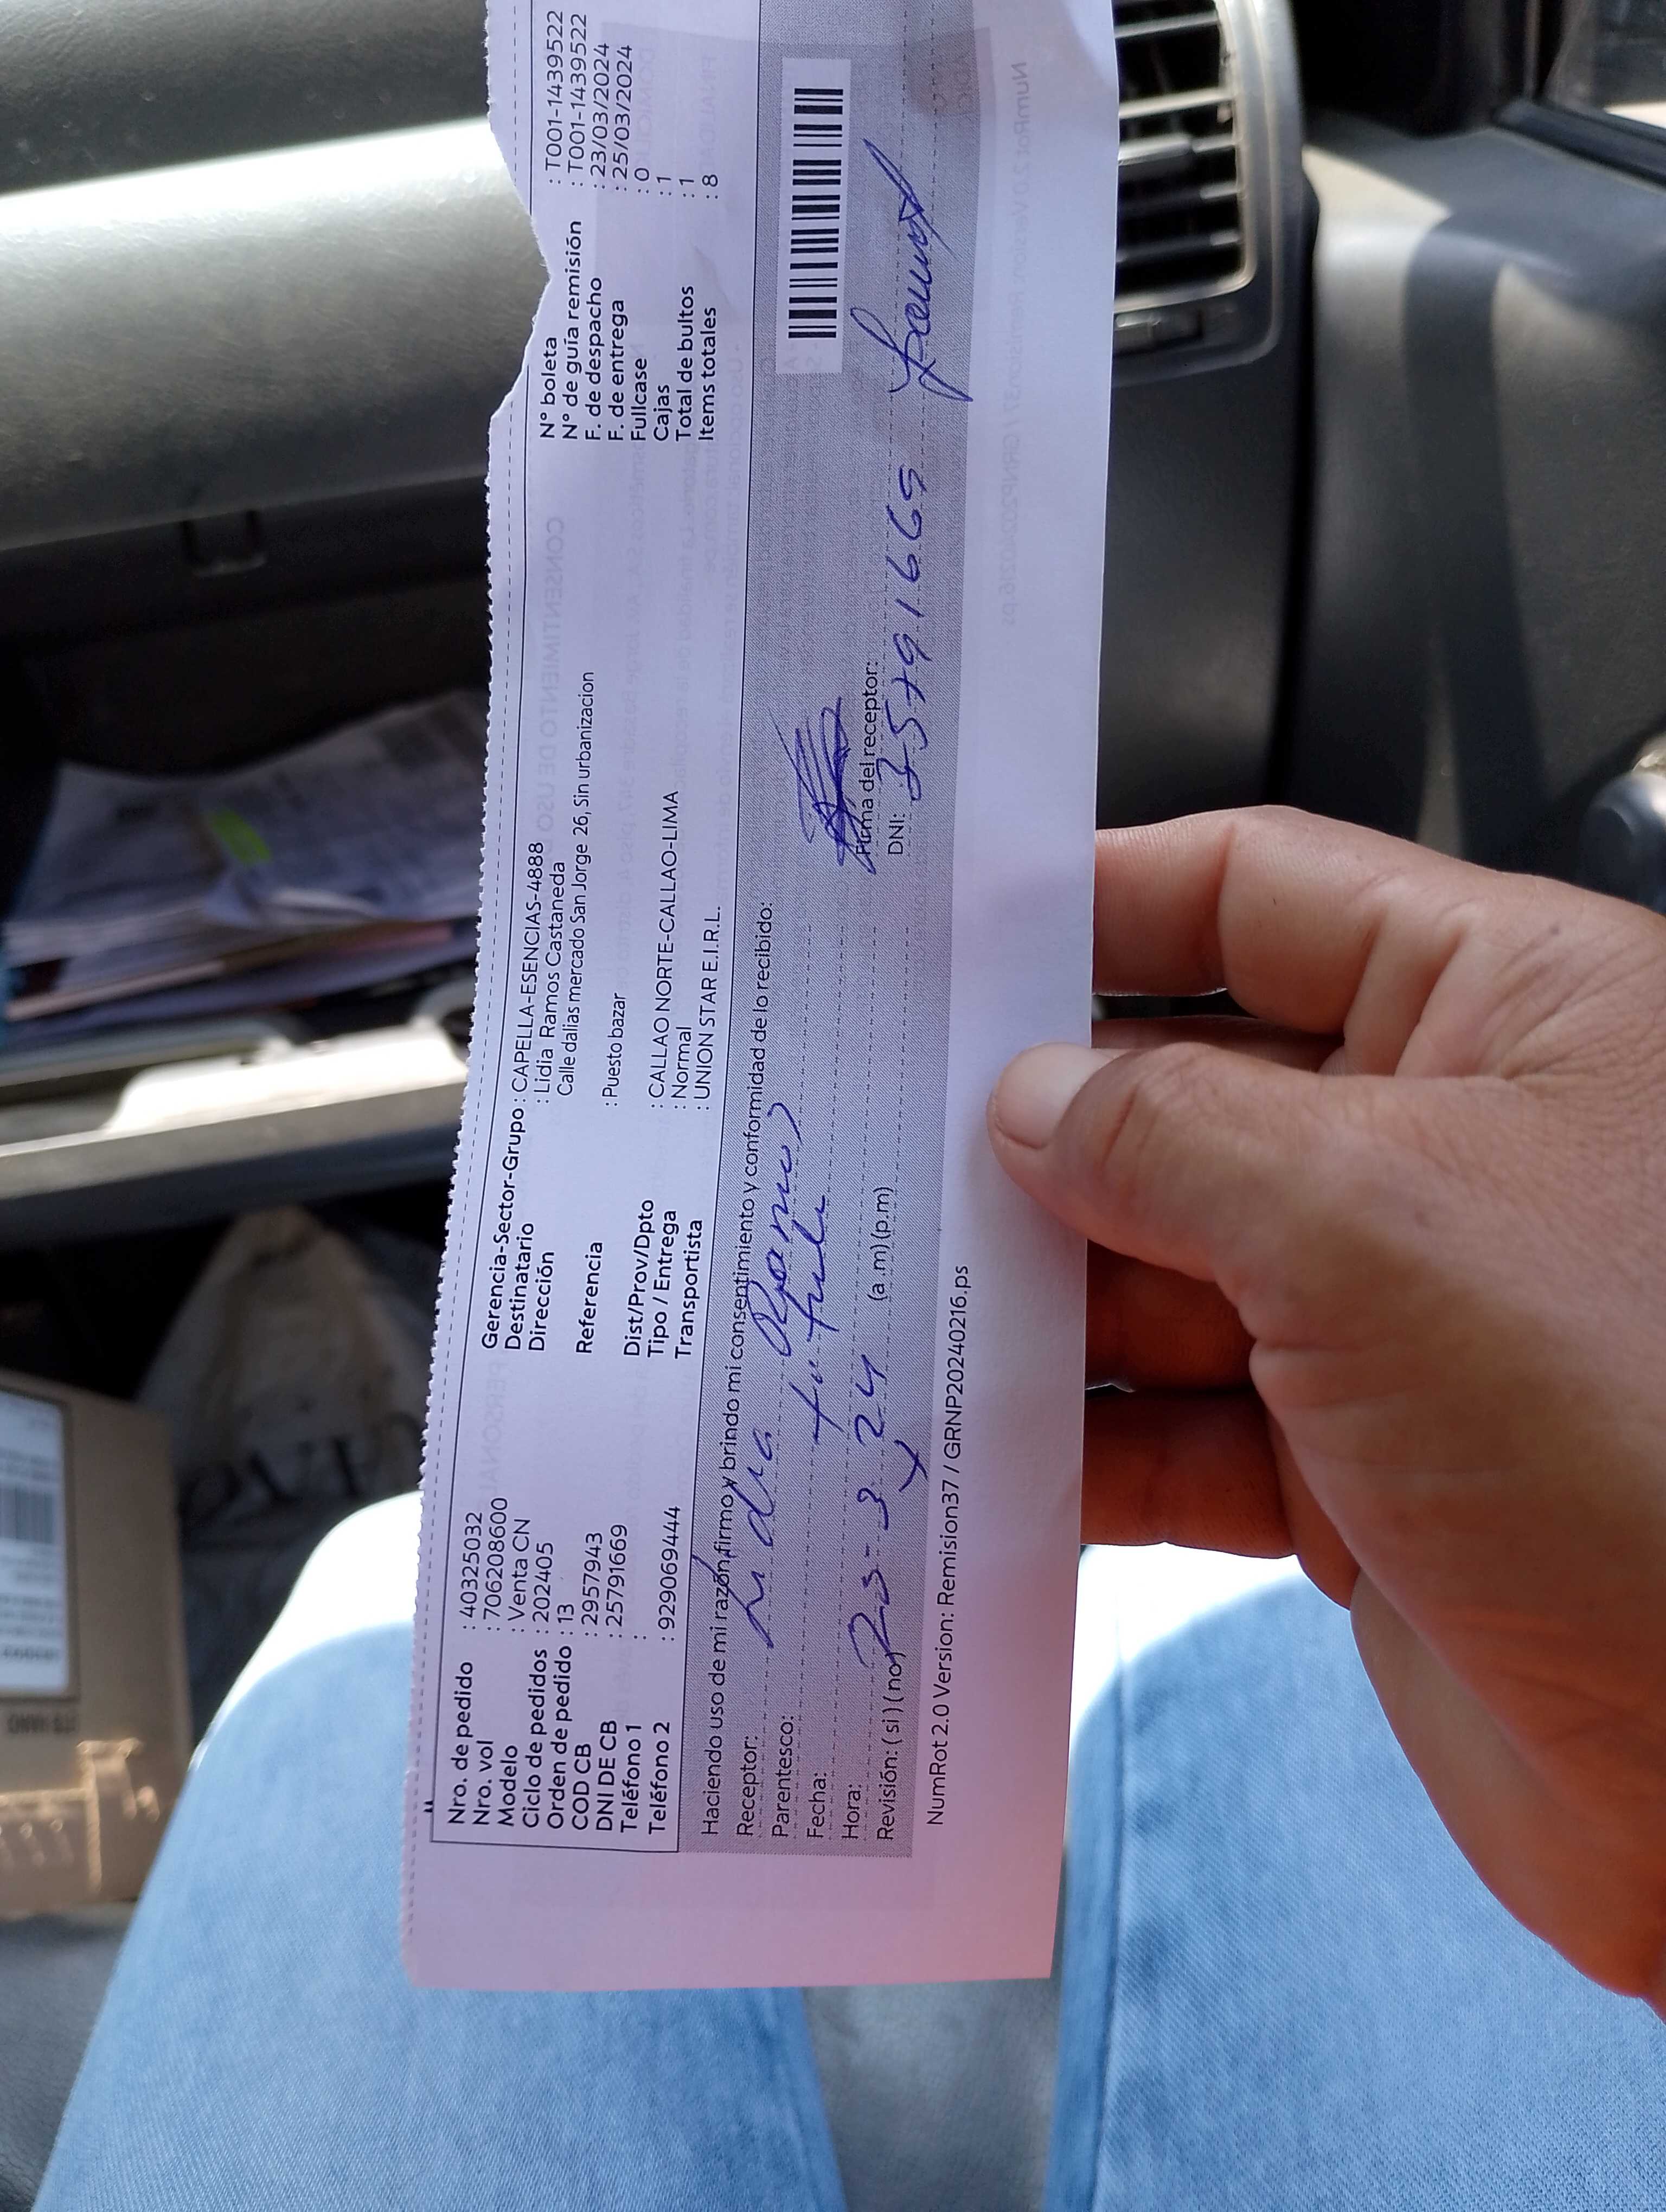 Nro. de pedido : 40325032
Nro. vol : 7062208600
Modelo : Venta CN
Ciclo de pedidos : 202405
Orden de pedido : 13
COD CB : 2957943
DNI DE CB : 25791669
Teléfono 1 :
Teléfono 2 : 929069444
Gerencia-Sector-Grupo : CAPELLA-ESENCIAS-4888
Destinatario : Lidia Ramos Castaneda
Dirección Calle dalias mercado San Jorge 26, Sin urbanizacion
Referencia : Puesto bazar
Dist/Prov/Dpto : CALLAO NORTE-CALLAO-LIMA
Tipo / Entrega : Normal
Transportista : UNION STAR E.I.R.L.
N° boleta : T001-1439522
N° de guía remisión : T001-1439522
F. de despacho : 23/03/2024
F. de entrega : 25/03/2024
Fullcase : 0
Cajas : 1
Total de bultos : 1
Items totales : 8
Haciendo uso de mi razón, firmo y brindo mi consentimiento y conformidad de lo recibido:
Receptor: Lidia Ramos
Parentesco:
Fecha:
Hora: 25-3-24
Revisión: (si) (no) (a.m) (p.m)
Firma del receptor:
DNI: 25791669
NumRot 2.0 Version: Remision37 / GRNP20240216.ps